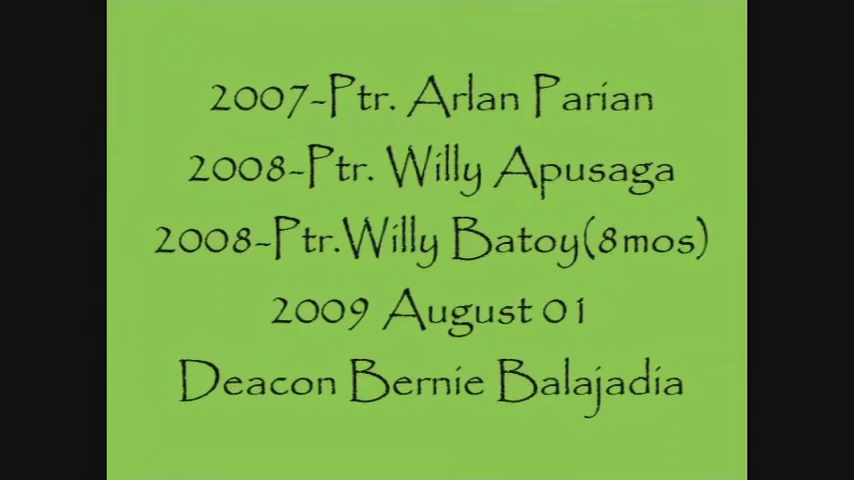 2007-Ptr. Arlan Parian
2008-Ptr. Willy Apusaga
2008-Ptr.Willy Batoy(8mos)
2009 August 01
Deacon Bernie Balajadia